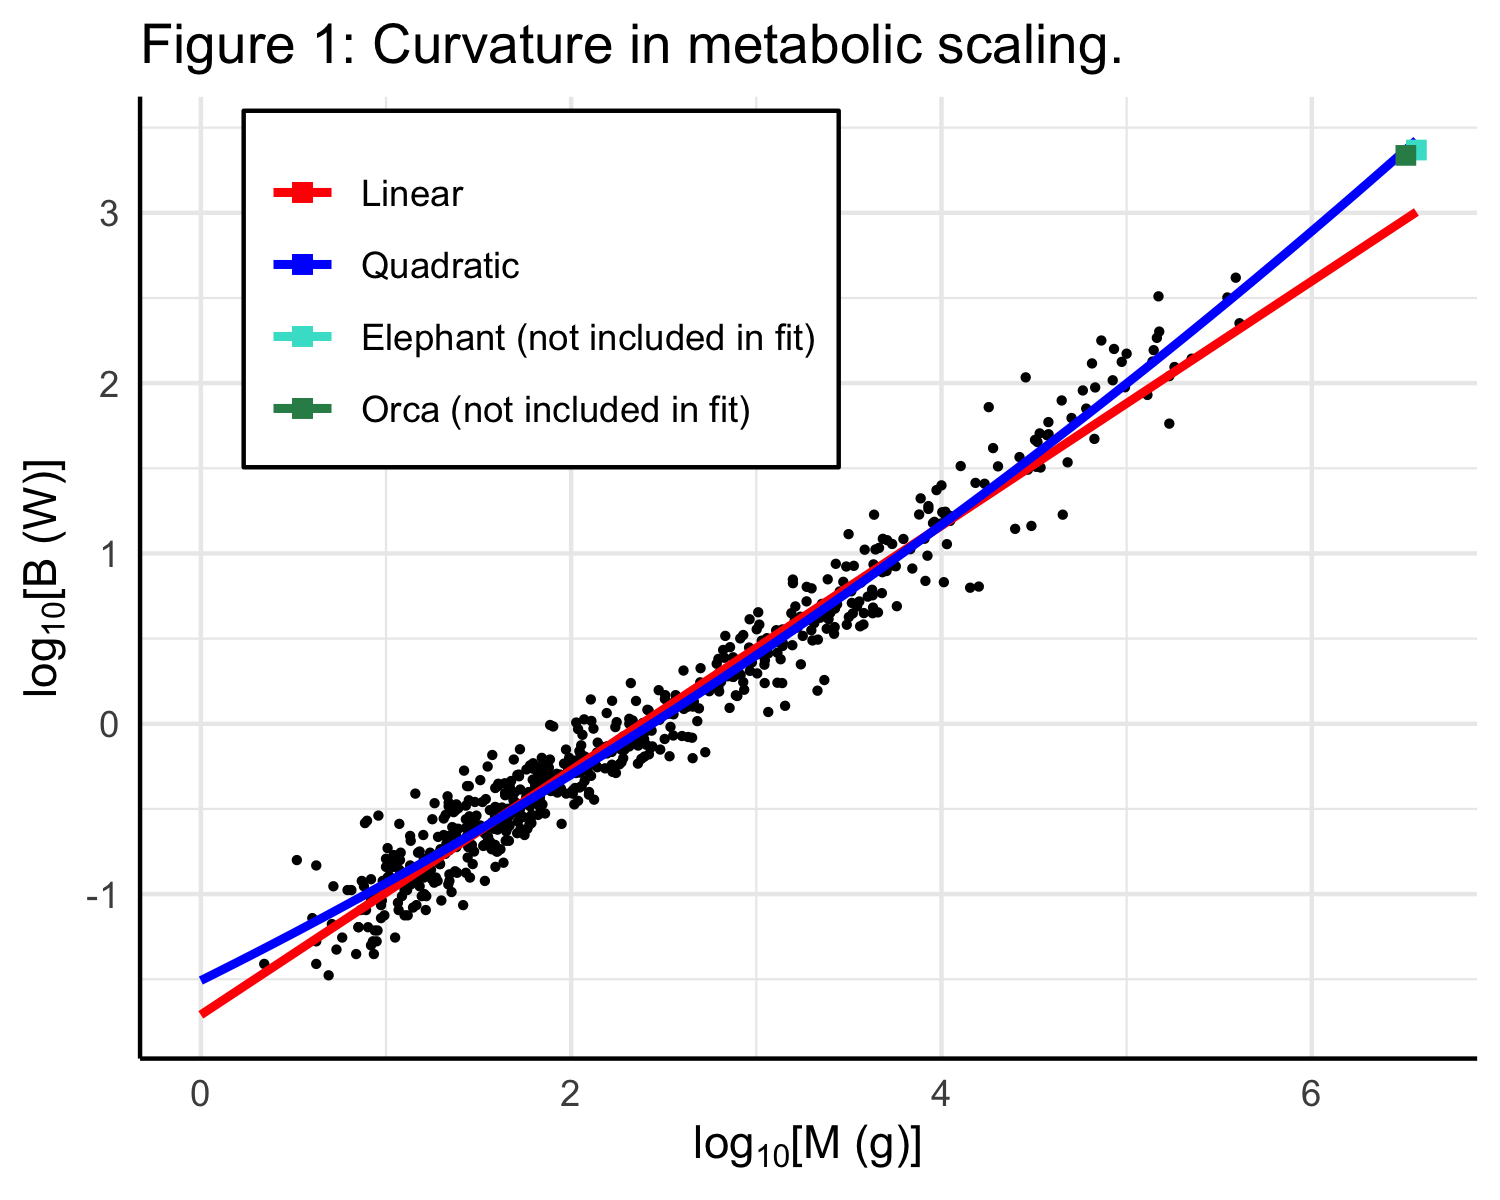 Figure 1: Curvature in metabolic scaling.
Linear
Quadratic
Elephant (not included in fit)
Orca (not included in fit)
3
2
1
0
-1
log₁₀[B (W)]
0 2 4 6
log₁₀[M (g)]